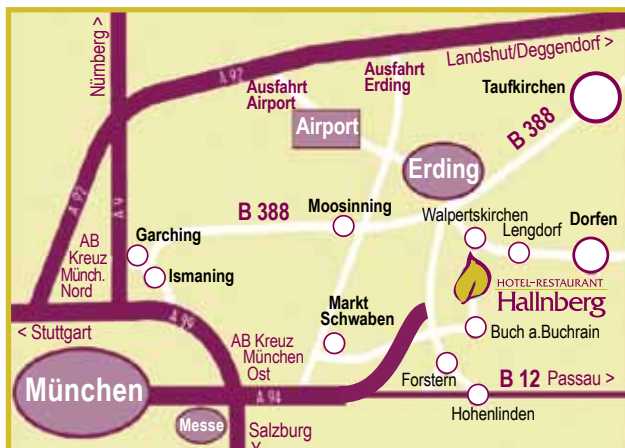 Nürnberg >
A 92
Landshut/Deggendorf >
Ausfahrt
Airport
Ausfahrt
Erding
Taufkirchen
Airport
B 388
Erding
A 92
A 9
B 388
Moosinning
Walpertskirchen
Lengdorf
Dorfen
Garching
AB
Kreuz
Münch.
Nord
Ismaning
HOTEL-RESTAURANT
Hallnberg
Markt
Schwaben
< Stuttgart
A 99
AB Kreuz
München
Ost
Buch a.Buchrain
München
Forstern
B 12 Passau >
A 94
Hohenlinden
Messe
Salzburg